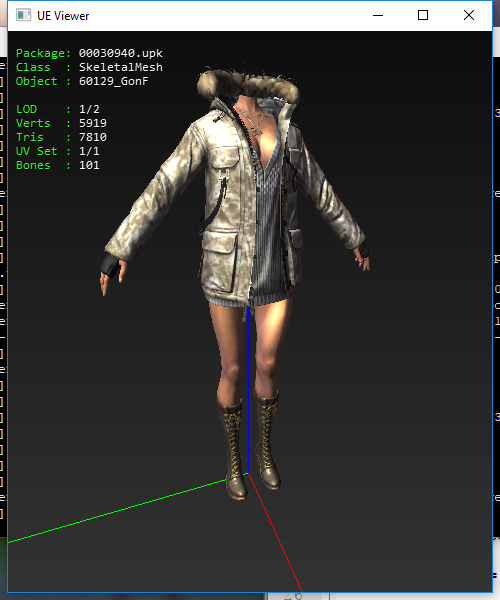 UE Viewer
Package: 00030940.upk
Class : SkeletalMesh
Object : 60129_GonF
LOD : 1/2
Verts : 5919
Tris : 7810
UV Set : 1/1
Bones : 101